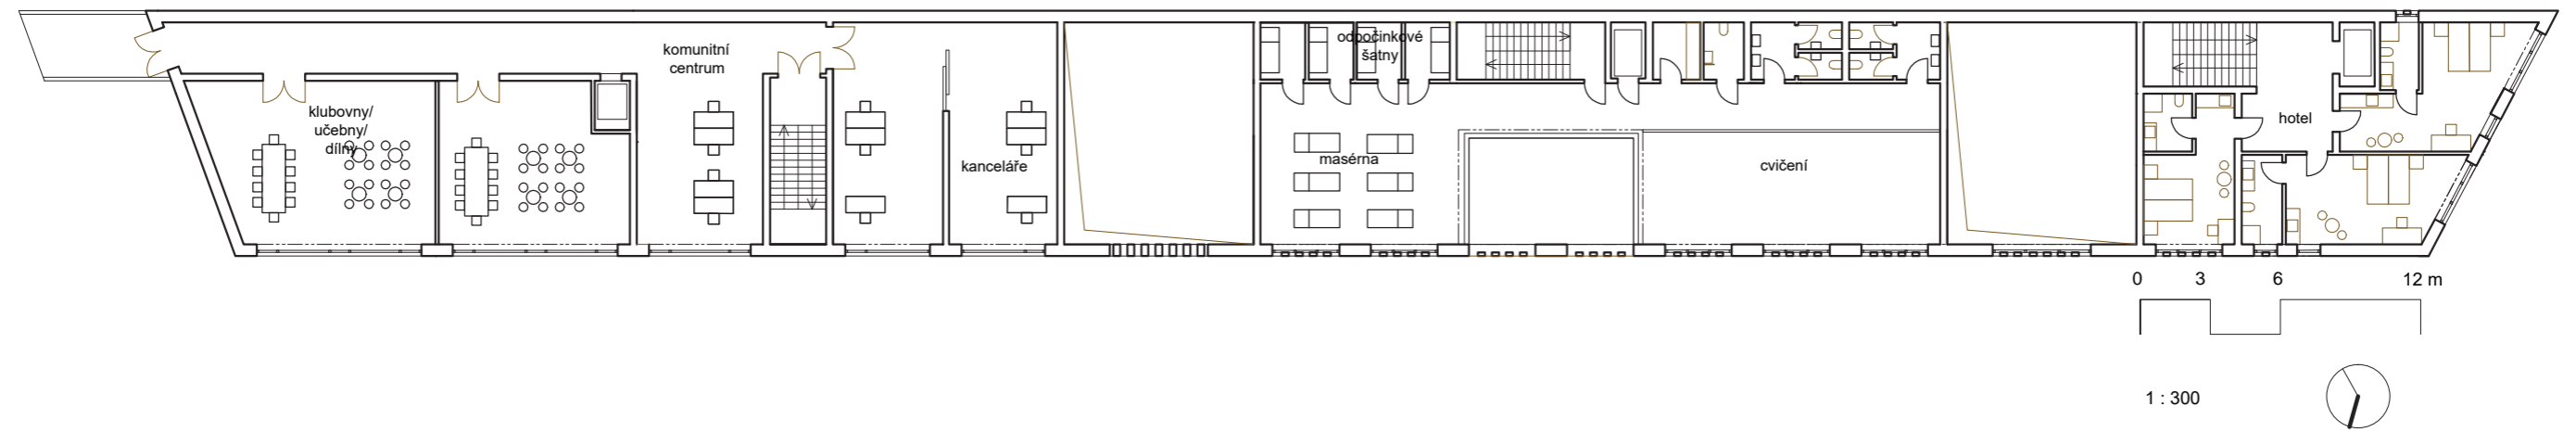 komunitní
centrum
klubovny/
učebny/
dílny
kanceláře
odpočinkové
šatny
masérna
cvičení
hotel
0 3 6 12 m
1 : 300